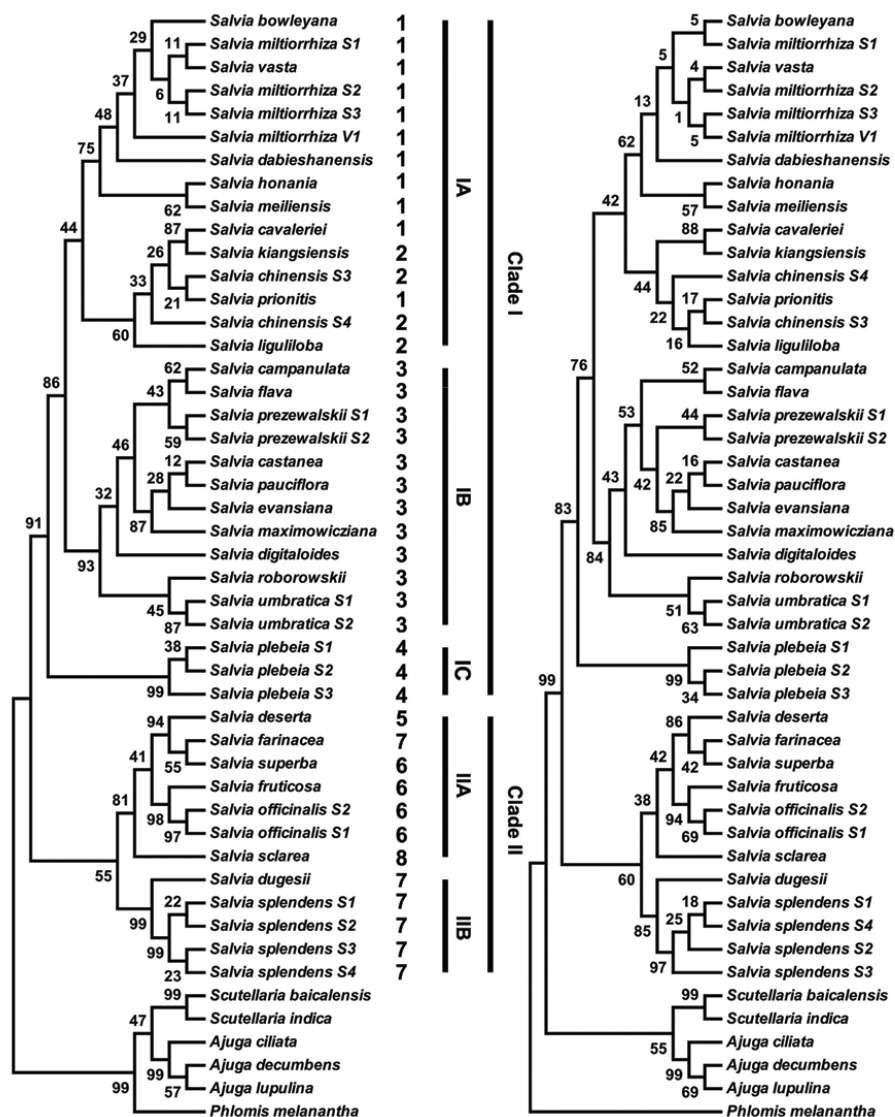 Salvia bowleyana 1
Salvia miltiorrhiza S1 1
Salvia vasta 1
Salvia miltiorrhiza S2 1
Salvia miltiorrhiza S3 1
Salvia miltiorrhiza V1 1
Salvia dabieshanensis 1
Salvia honania 1
Salvia meiliensis 1
Salvia cavaleriei 1
Salvia kiangsiensis 2
Salvia chinensis S3 2
Salvia prionitis 1
Salvia chinensis S4 2
Salvia liguliloba 2
Salvia campanulata 3
Salvia flava 3
Salvia prezewalskii S1 3
Salvia prezewalskii S2 3
Salvia castanea 3
Salvia pauciflora 3
Salvia evansiana 3
Salvia maximowicziana 3
Salvia digitaloides 3
Salvia roborowskii 3
Salvia umbratica S1 3
Salvia umbratica S2 3
Salvia plebeia S1 4
Salvia plebeia S2 4
Salvia plebeia S3 4
Salvia deserta 5
Salvia farinacea 7
Salvia superba 6
Salvia fruticosa 6
Salvia officinalis S2 6
Salvia officinalis S1 6
Salvia sclarea 8
Salvia dugesii 7
Salvia splendens S1 7
Salvia splendens S2 7
Salvia splendens S3 7
Salvia splendens S4 7
Scutellaria baicalensis
Scutellaria indica
Ajuga ciliata
Ajuga decumbens
Ajuga lupulina
Phlomis melanantha
29
11
37
6
11
48
75
62
44
87
26
33
21
60
86
62
43
59
46
12
28
32
87
91
93
45
87
38
99
94
41
55
81
98
97
55
22
99
99
23
99
47
99
57
99
IA
IB
IC
IIA
IIB
Clade I
Clade II
Salvia bowleyana
Salvia miltiorrhiza S1
Salvia vasta
Salvia miltiorrhiza S2
Salvia miltiorrhiza S3
Salvia miltiorrhiza V1
Salvia dabieshanensis
Salvia honania
Salvia meiliensis
Salvia cavaleriei
Salvia kiangsiensis
Salvia chinensis S4
Salvia prionitis
Salvia chinensis S3
Salvia liguliloba
Salvia campanulata
Salvia flava
Salvia prezewalskii S1
Salvia prezewalskii S2
Salvia castanea
Salvia pauciflora
Salvia evansiana
Salvia maximowicziana
Salvia digitaloides
Salvia roborowskii
Salvia umbratica S1
Salvia umbratica S2
Salvia plebeia S1
Salvia plebeia S2
Salvia plebeia S3
Salvia deserta
Salvia farinacea
Salvia superba
Salvia fruticosa
Salvia officinalis S2
Salvia officinalis S1
Salvia sclarea
Salvia dugesii
Salvia splendens S1
Salvia splendens S4
Salvia splendens S2
Salvia splendens S3
Scutellaria baicalensis
Scutellaria indica
Ajuga ciliata
Ajuga decumbens
Ajuga lupulina
Phlomis melanantha
5
5
4
13
1
5
62
57
42
88
44
17
22
16
76
52
53
44
16
22
43
42
85
83
84
51
63
99
34
99
86
42
42
38
94
69
60
18
25
85
97
99
55
99
69